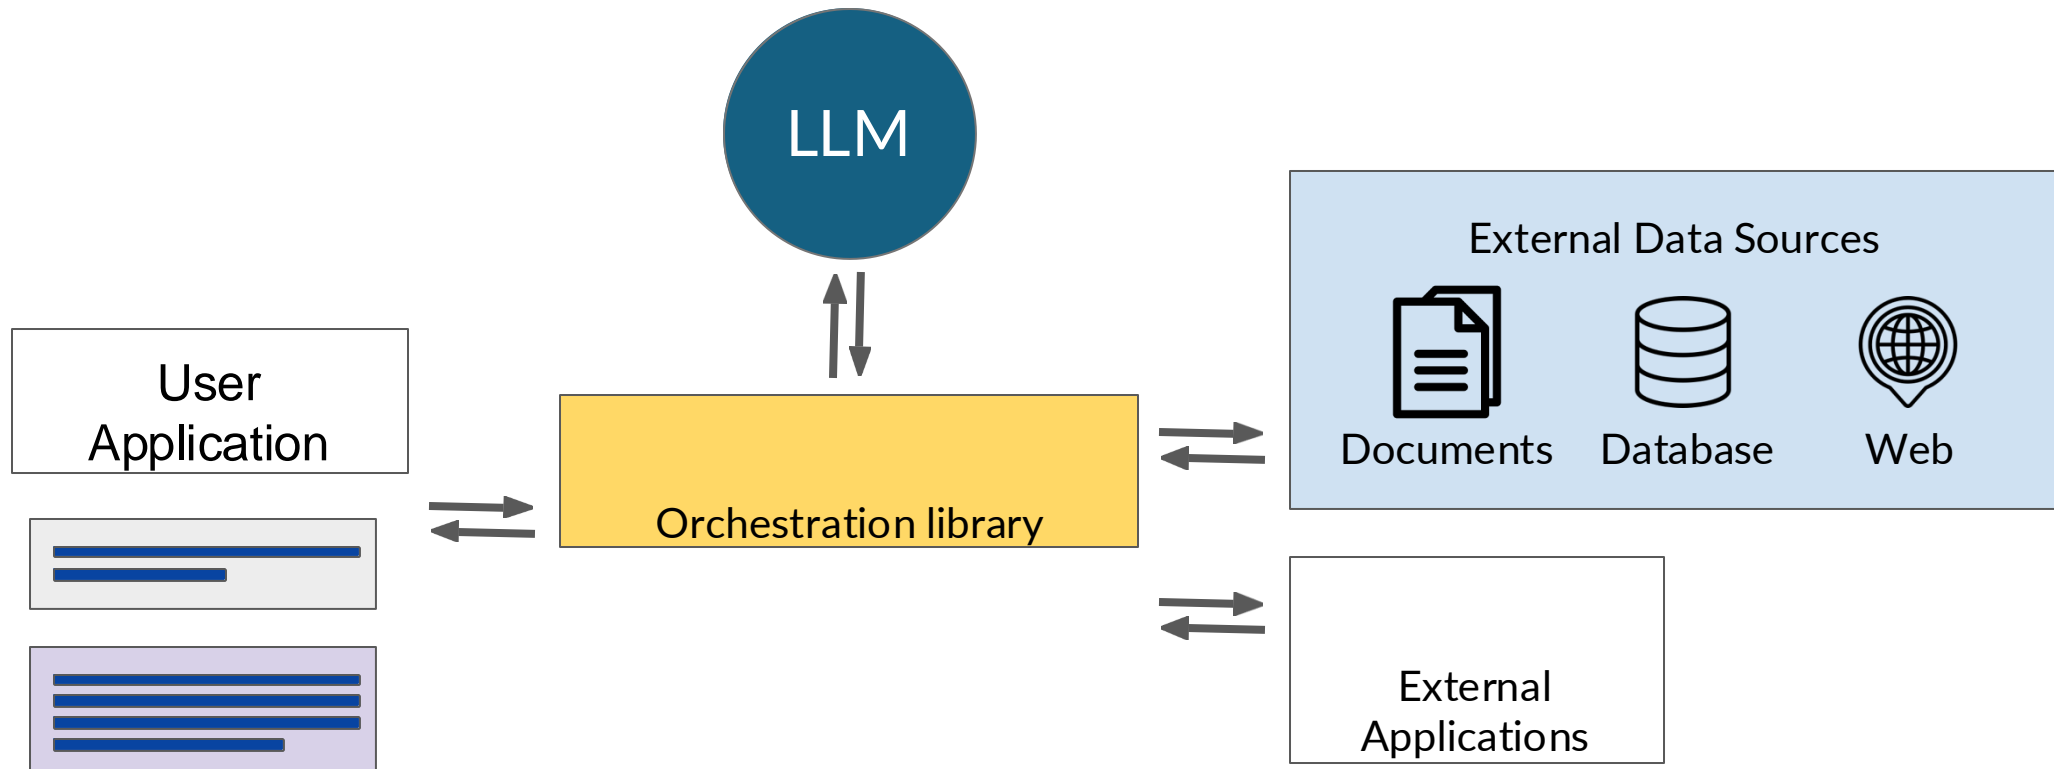 LLM
User
Application
Orchestration library
External Data Sources
Documents
Database
Web
External
Applications